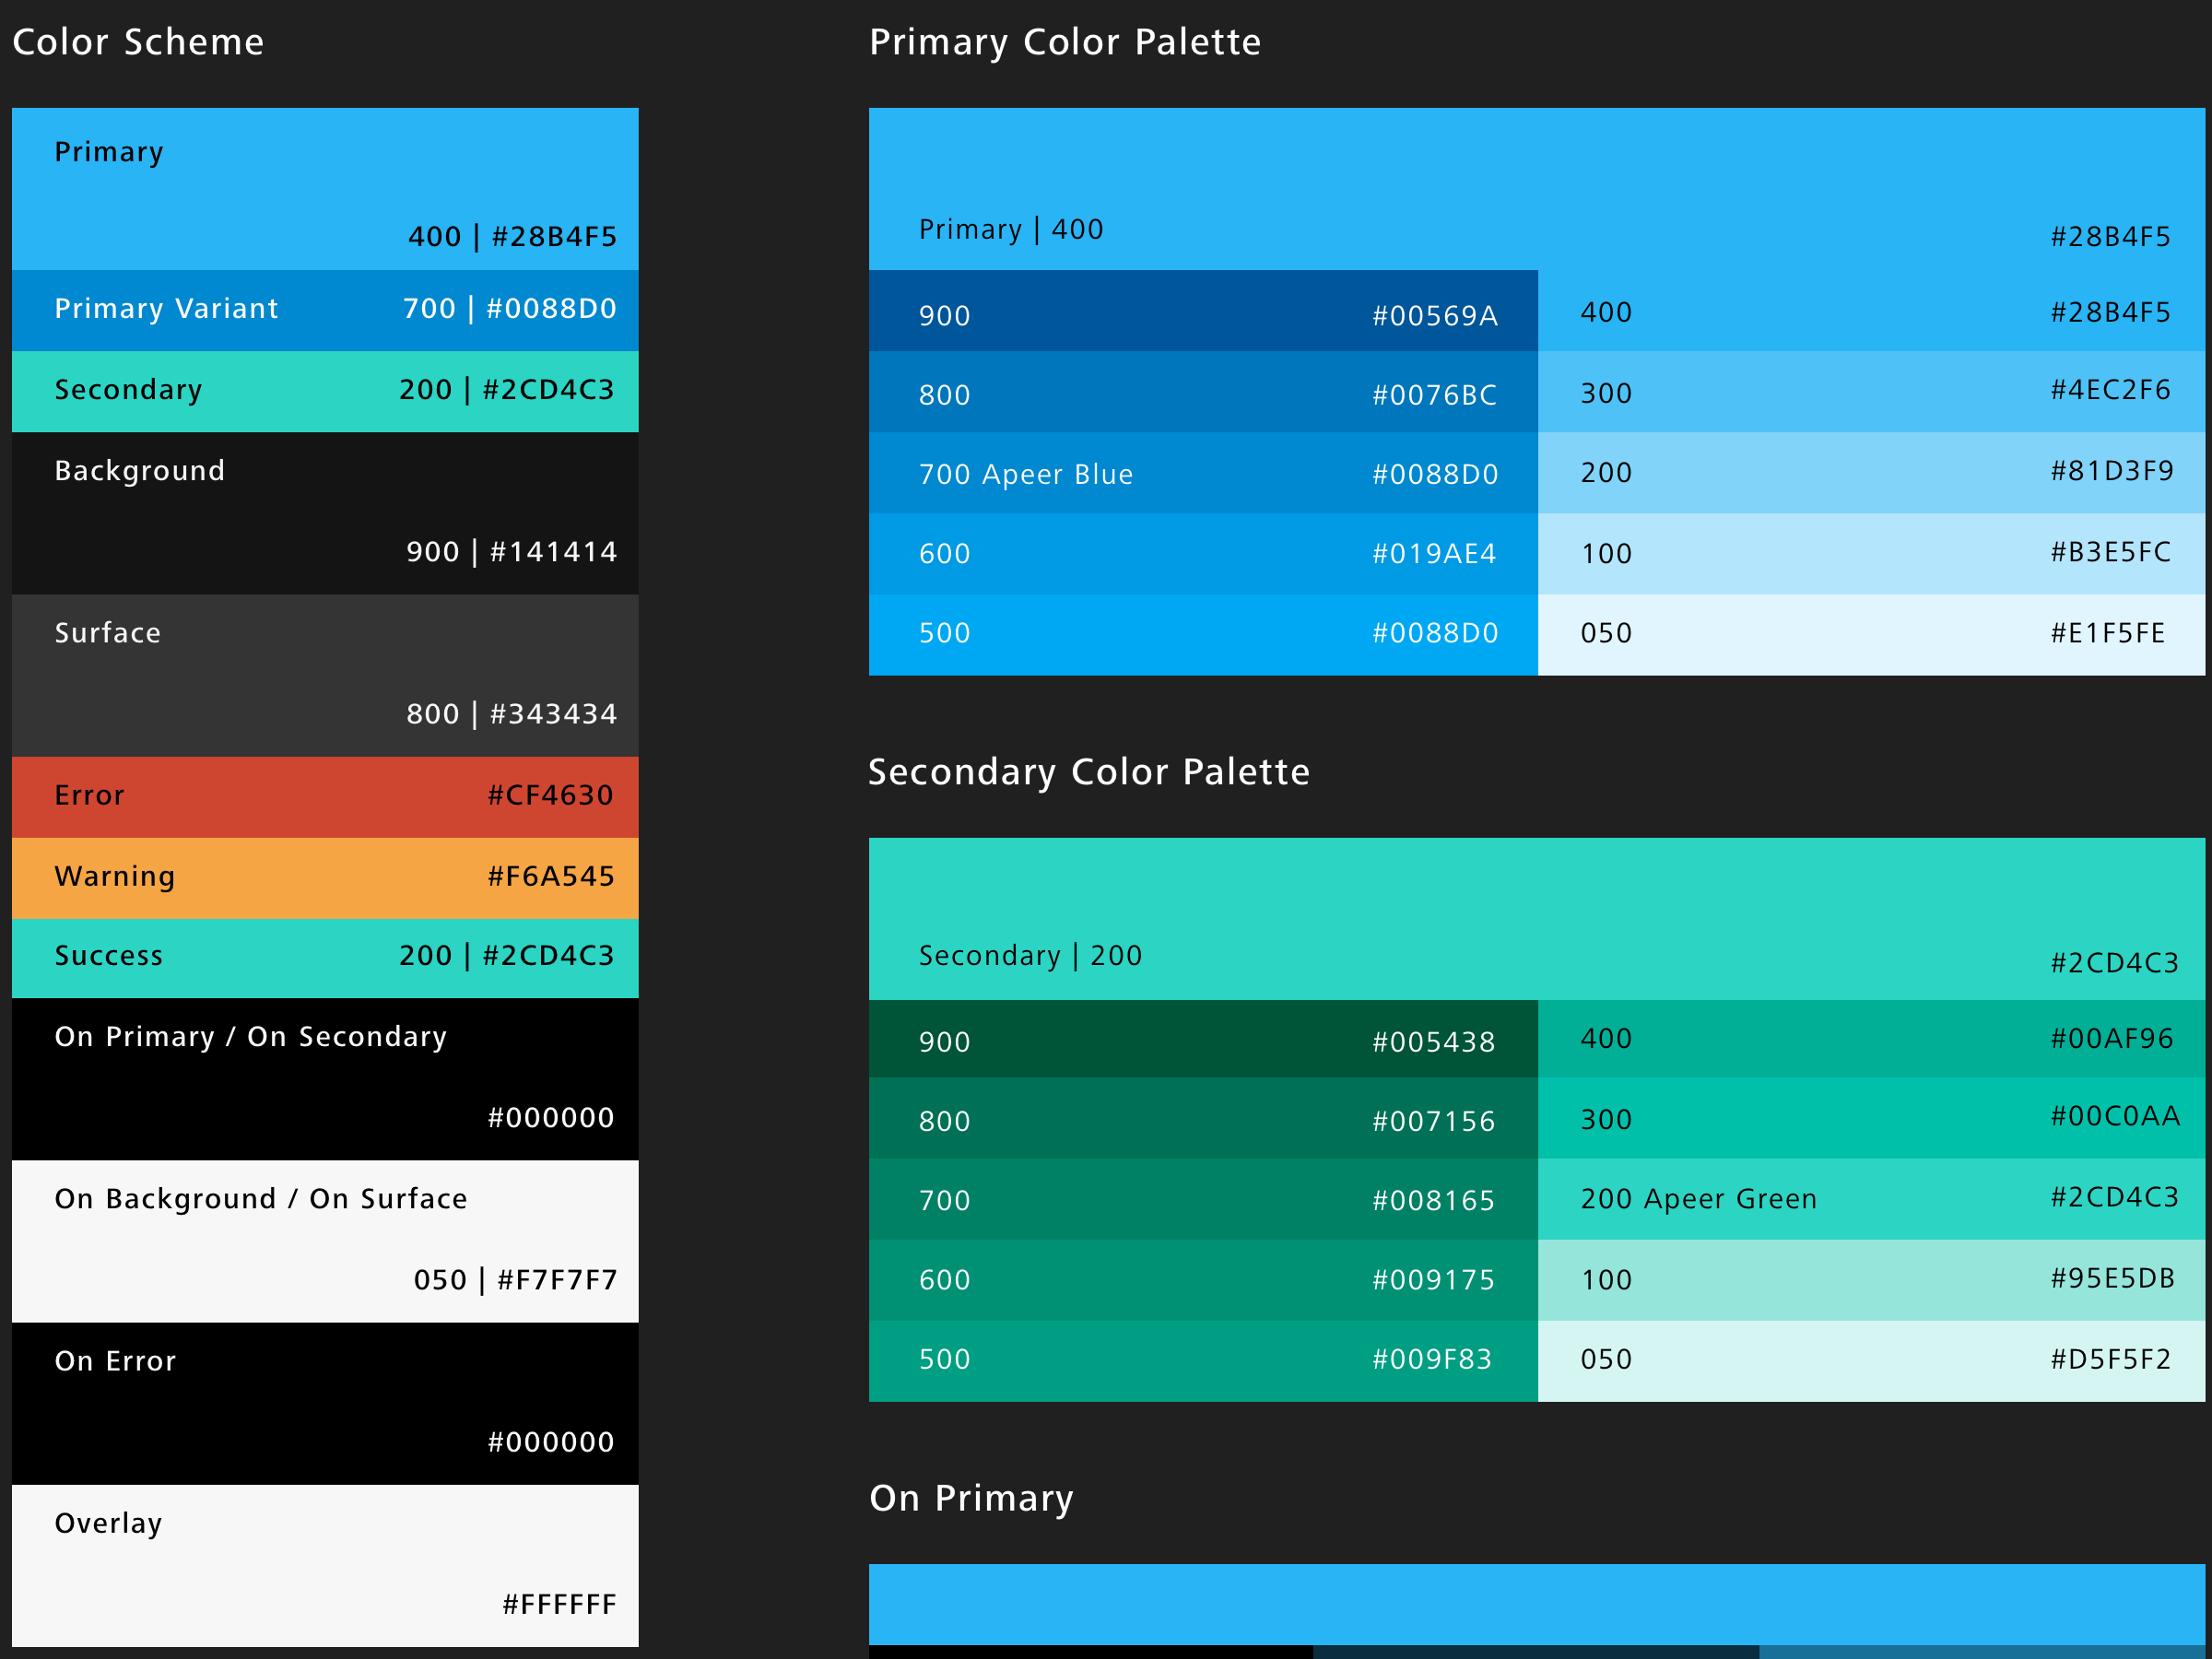 Color Scheme
Primary
400 | #28B4F5
Primary Variant 700 | #0088D0
Secondary 200 | #2CD4C3
Background
900 | #141414
Surface
800 | #343434
Error #CF4630
Warning #F6A545
Success 200 | #2CD4C3
On Primary / On Secondary
#000000
On Background / On Surface
050 | #F7F7F7
On Error
#000000
Overlay
#FFFFFF
Primary Color Palette
Primary | 400 #28B4F5
900 #00569A 400 #28B4F5
800 #0076BC 300 #4EC2F6
700 Apeer Blue #0088D0 200 #81D3F9
600 #019AE4 100 #B3E5FC
500 #0088D0 050 #E1F5FE
Secondary Color Palette
Secondary | 200 #2CD4C3
900 #005438 400 #00AF96
800 #007156 300 #00C0AA
700 #008165 200 Apeer Green #2CD4C3
600 #009175 100 #95E5DB
500 #009F83 050 #D5F5F2
On Primary